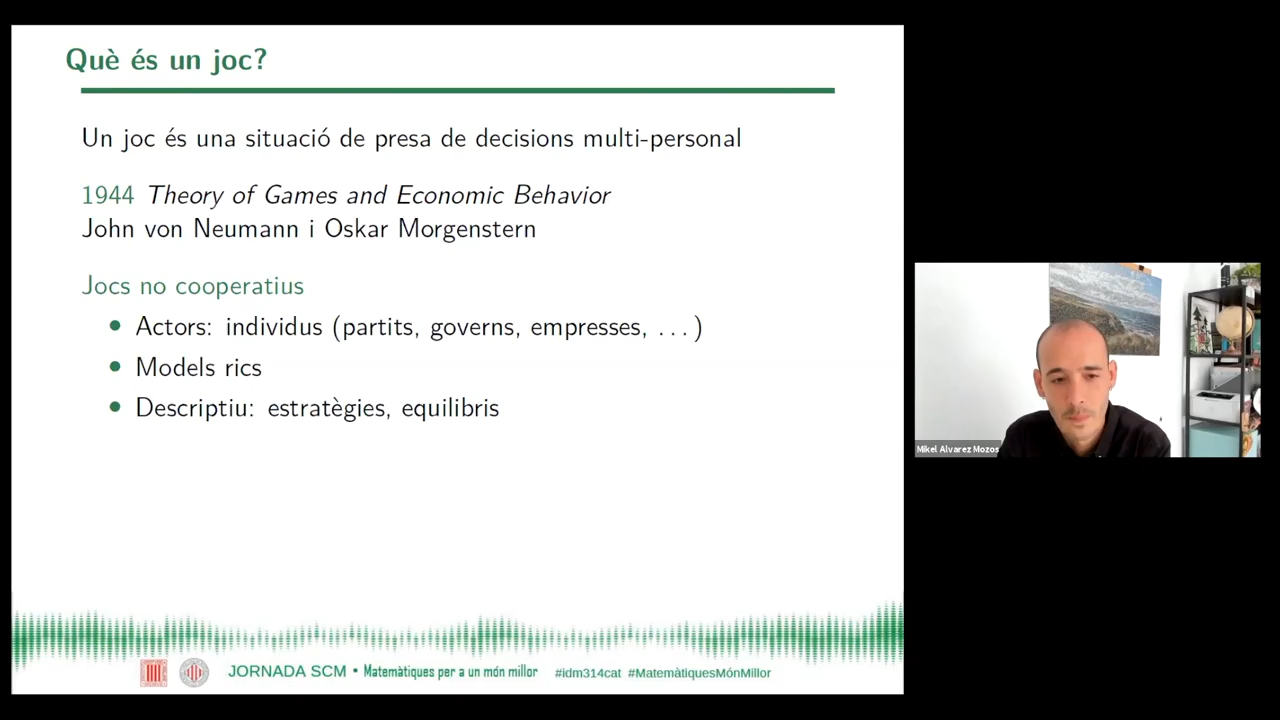 Què és un joc?
Un joc és una situació de presa de decisions multi-personal
1944 Theory of Games and Economic Behavior
John von Neumann i Oskar Morgenstern
Jocs no cooperatius
• Actors: individus (partits, governs, empresses, ...)
• Models rics
• Descriptiu: estratègies, equilibris
Mikel Alvarez Mozos
JORNADA SCM • Matemàtiques per a un món millor #idm314cat #MatemàtiquesMónMillor